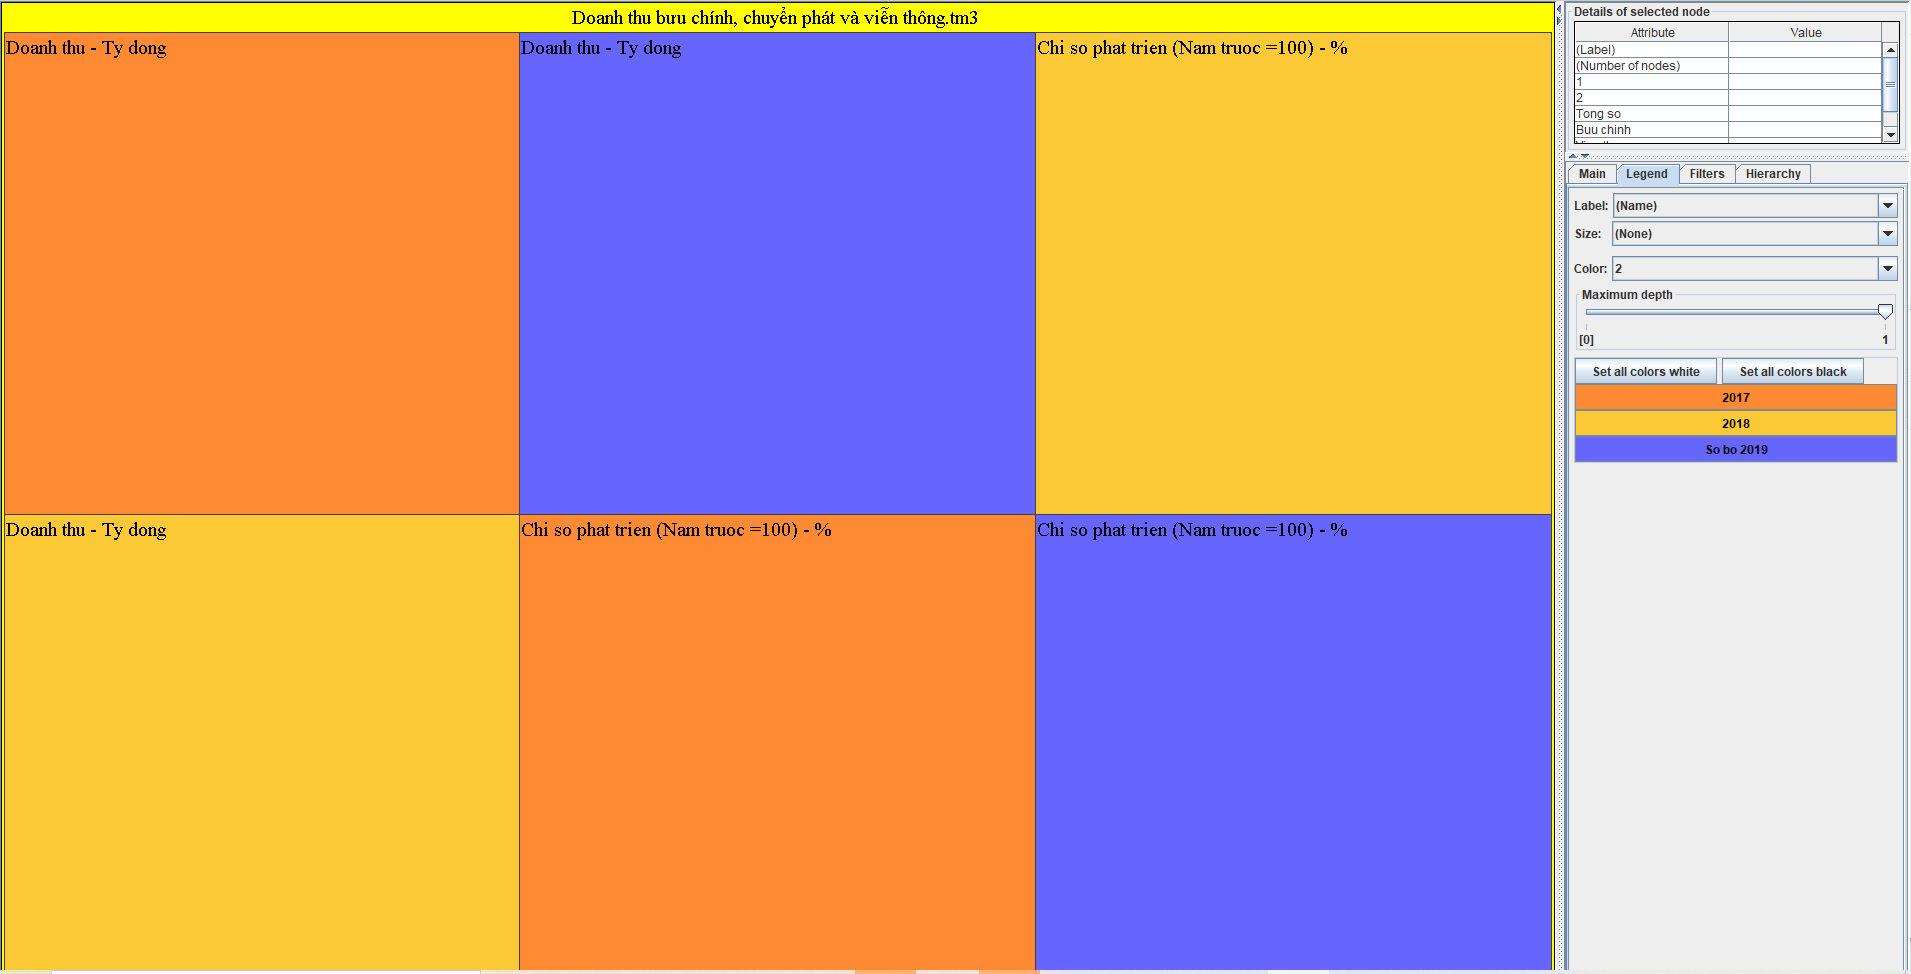 Doanh thu bưu chính, chuyển phát và viễn thông.tm3
Doanh thu - Ty dong
Doanh thu - Ty dong
Chi so phat trien (Nam truoc =100) - %
Doanh thu - Ty dong
Chi so phat trien (Nam truoc =100) - %
Chi so phat trien (Nam truoc =100) - %
Details of selected node
Attribute Value
(Label)
(Number of nodes)
1
2
Tong so
Buu chinh
Main Legend Filters Hierarchy
Label: (Name)
Size: (None)
Color: 2
Maximum depth
[0] 1
Set all colors white Set all colors black
2017
2018
So bo 2019